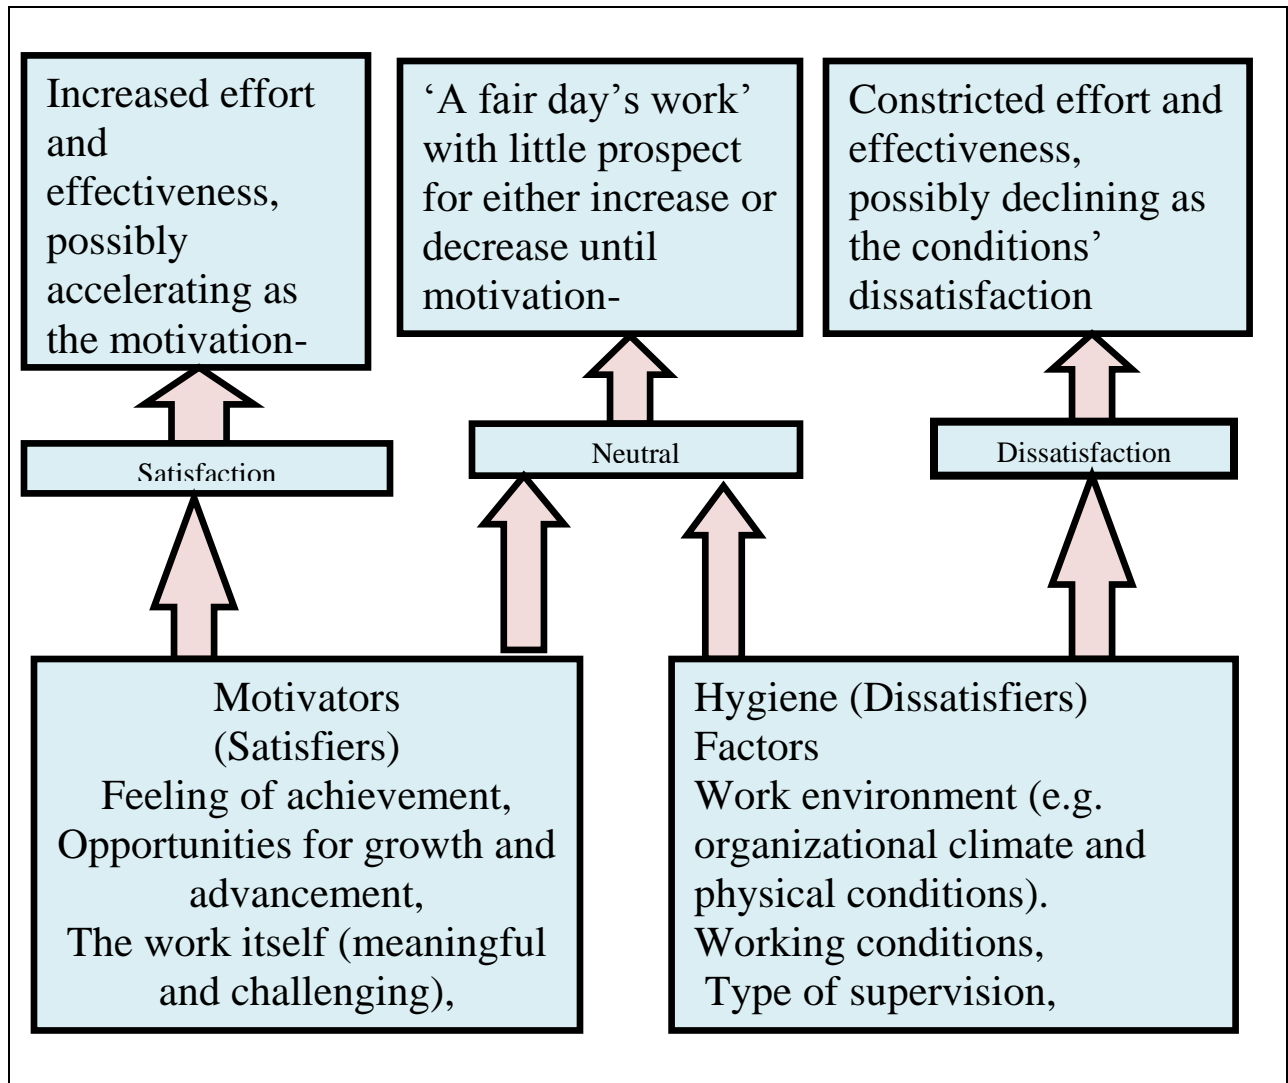 Increased effort
and
effectiveness,
possibly
accelerating as
the motivation-
‘A fair day’s work’
with little prospect
for either increase or
decrease until
motivation-
Constricted effort and
effectiveness,
possibly declining as
the conditions’
dissatisfaction
Satisfaction
Neutral
Dissatisfaction
Motivators
(Satisfiers)
Feeling of achievement,
Opportunities for growth and
advancement,
The work itself (meaningful
and challenging),
Hygiene (Dissatisfiers)
Factors
Work environment (e.g.
organizational climate and
physical conditions).
Working conditions,
Type of supervision,